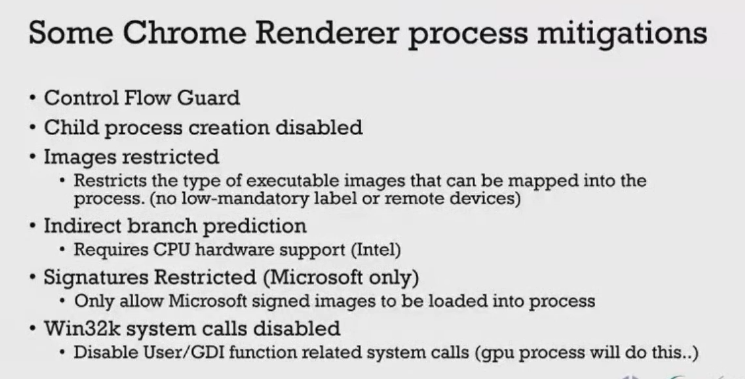 Some Chrome Renderer process mitigations
• Control Flow Guard
• Child process creation disabled
• Images restricted
• Restricts the type of executable images that can be mapped into the
process. (no low-mandatory label or remote devices)
• Indirect branch prediction
• Requires CPU hardware support (Intel)
• Signatures Restricted (Microsoft only)
• Only allow Microsoft signed images to be loaded into process
• Win32k system calls disabled
• Disable User/GDI function related system calls (gpu process will do this..)